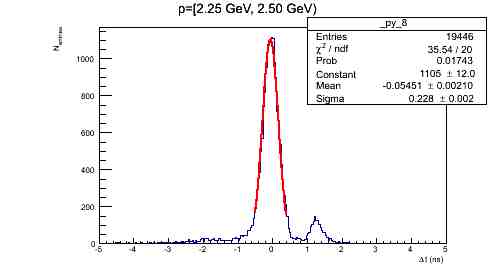 p=[2.25 GeV, 2.50 GeV)
_py_8
Entries 19446
χ² / ndf 35.54 / 20
Prob 0.01743
Constant 1105 ± 12.0
Mean -0.05451 ± 0.00210
Sigma 0.228 ± 0.002
N_entries
1000
800
600
400
200
0
-5 -4 -3 -2 -1 0 1 2 3 4 5
Δt (ns)